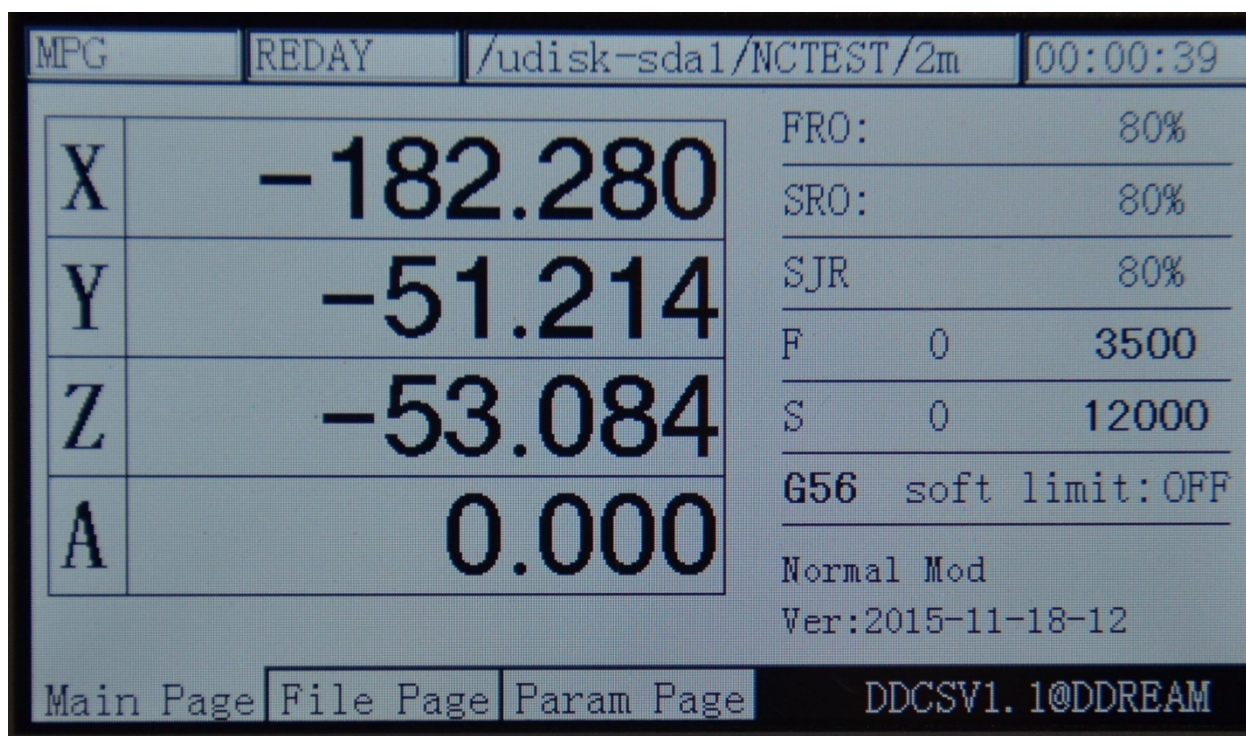 MPG REDAY /udisk-sda1/NCTEST/2m 00:00:39
X -182.280
Y -51.214
Z -53.084
A 0.000
FRO: 80%
SRO: 80%
SJR 80%
F 0 3500
S 0 12000
G56 soft limit:OFF
Normal Mod
Ver:2015-11-18-12
Main Page File Page Param Page DDCSV1.1@DDREAM